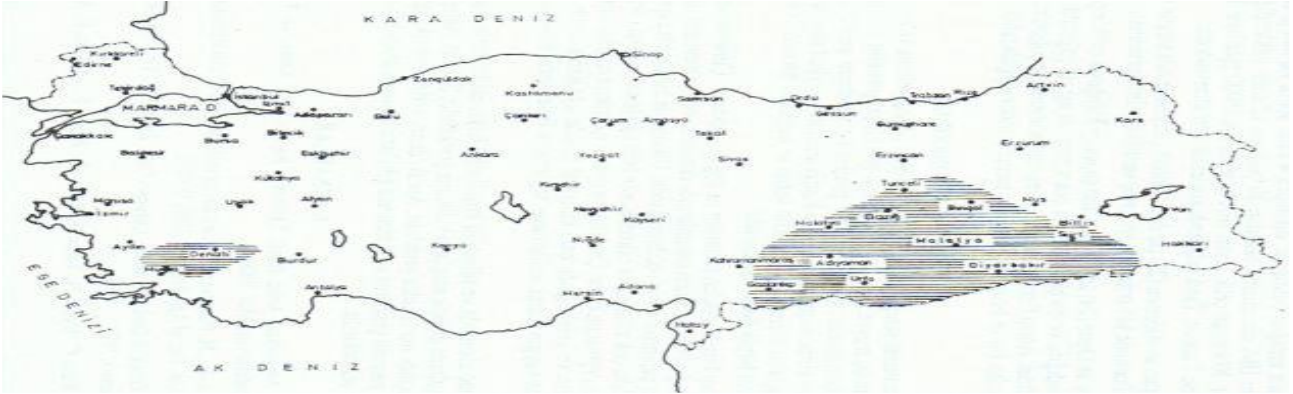 KARA DENİZ
Sinop
Kırklareli
Edirne
Zonguldak
Kastamonu
Tekirdağ
İstanbul
İzmit
MARMARA D
Adapazarı
Bolu
Samsun
Ordu
Giresun
Trabzon
Rize
Artvin
Kars
Çanakkale
Bursa
Bilecik
Çankırı
Çorum
Amasya
Tokat
Gümüşhane
Erzurum
Balıkesir
Eskişehir
Ankara
Yozgat
Sivas
Erzincan
Kütahya
Kırşehir
Tunceli
Manisa
İzmir
Uşak
Afyon
Nevşehir
Kayseri
Elazığ
Bingöl
Muş
Bitlis
Van
Aydın
Denizli
Burdur
Konya
Niğde
Malatya
Siirt
Hakkari
Muğla
Kahramanmaraş
Adıyaman
Diyarbakır
Antalya
Mersin
Adana
Gaziantep
Urfa
EGE DENİZİ
Hatay
AK DENİZ